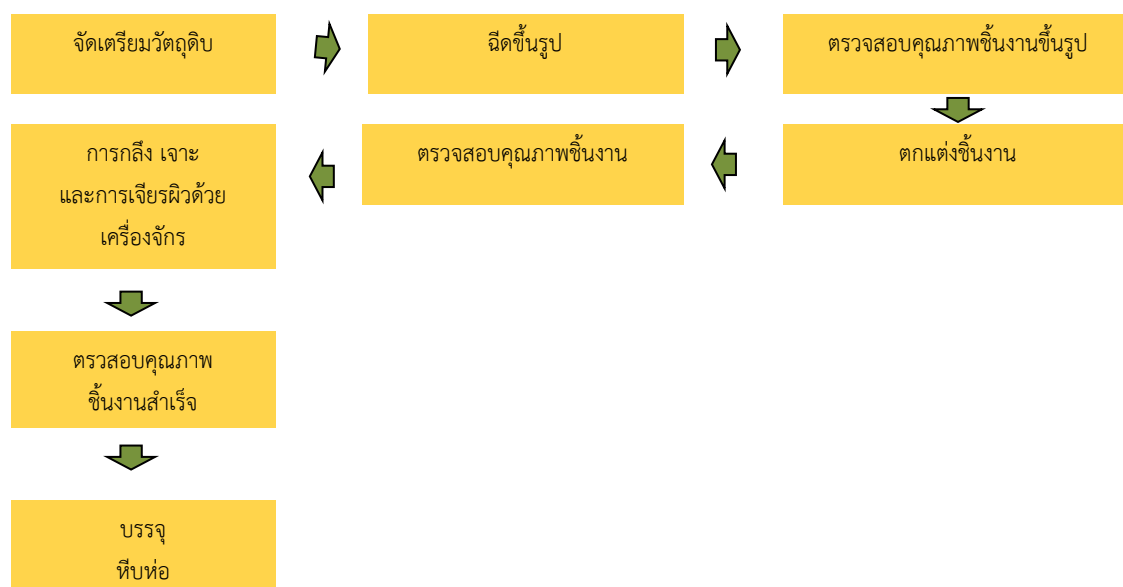 จัดเตรียมวัตถุดิบ
ฉีดขึ้นรูป
ตรวจสอบคุณภาพชิ้นงานขึ้นรูป
ตกแต่งชิ้นงาน
ตรวจสอบคุณภาพชิ้นงาน
การกลึง เจาะ
และการเจียรผิวด้วย
เครื่องจักร
ตรวสอบคุณภาพ
ชิ้นงานสำเร็จ
บรรจุ
หีบห่อ